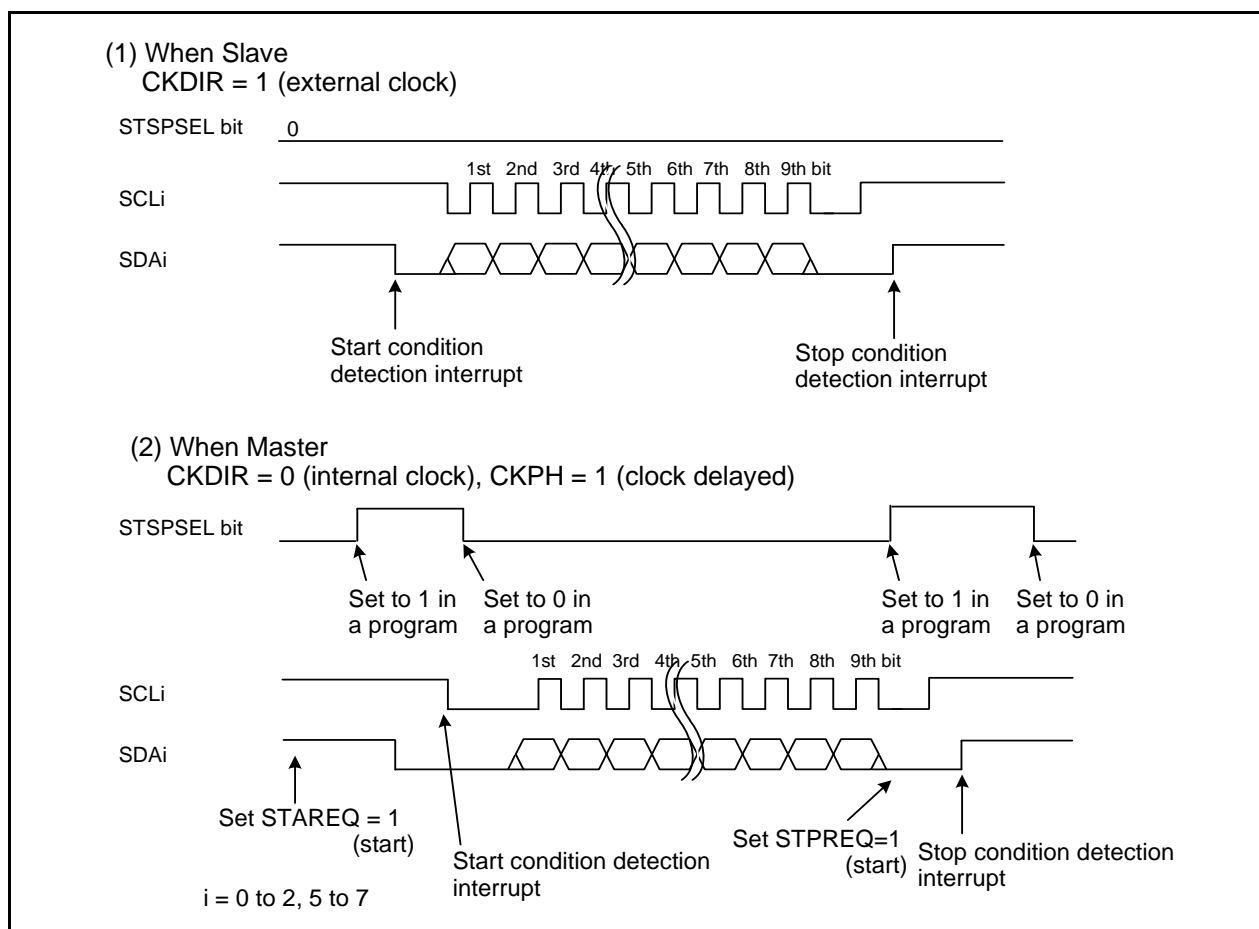 (1) When Slave
CKDIR = 1 (external clock)
STSPSEL bit
0
1st 2nd 3rd 4th 5th 6th 7th 8th 9th bit
SCLi
SDAi
Start condition
detection interrupt
Stop condition
detection interrupt
(2) When Master
CKDIR = 0 (internal clock), CKPH = 1 (clock delayed)
STSPSEL bit
Set to 1 in
a program
Set to 0 in
a program
Set to 1 in
a program
Set to 0 in
a program
1st 2nd 3rd 4th 5th 6th 7th 8th 9th bit
SCLi
SDAi
Set STAREQ = 1
(start)
Start condition detection
interrupt
Set STPREQ=1
(start)
Stop condition detection
interrupt
i = 0 to 2, 5 to 7